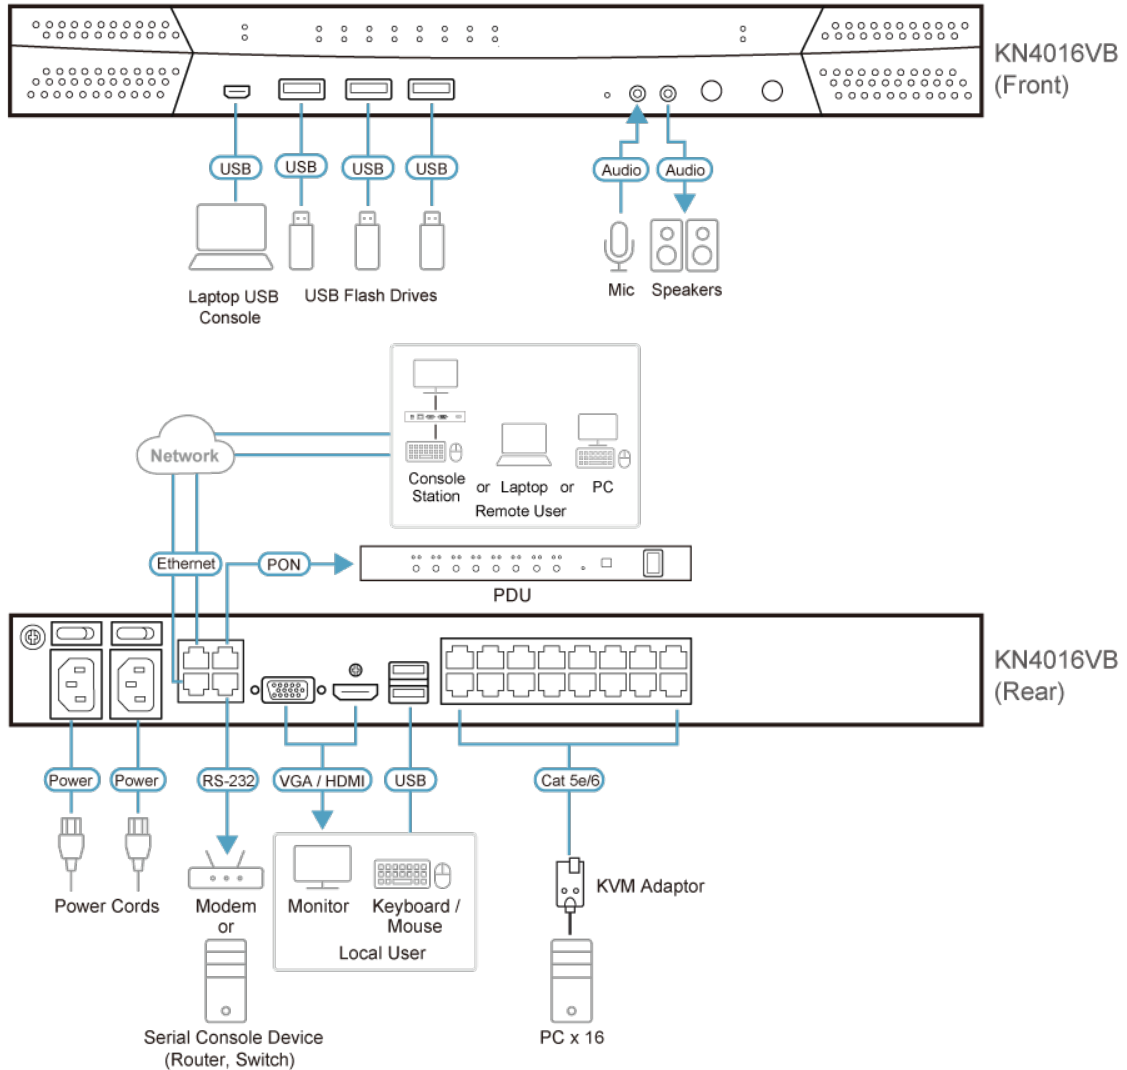 KN4016VB
(Front)
USB
USB
USB
USB
Audio
Audio
Laptop USB
Console
USB Flash Drives
Mic
Speakers
Network
Console
Station
or
Laptop
or
PC
Remote User
Ethernet
PON
PDU
KN4016VB
(Rear)
Power
Power
RS-232
VGA / HDMI
USB
Cat 5e/6
Power Cords
Modem
or
Serial Console Device
(Router, Switch)
Monitor
Keyboard /
Mouse
Local User
KVM Adaptor
PC x 16